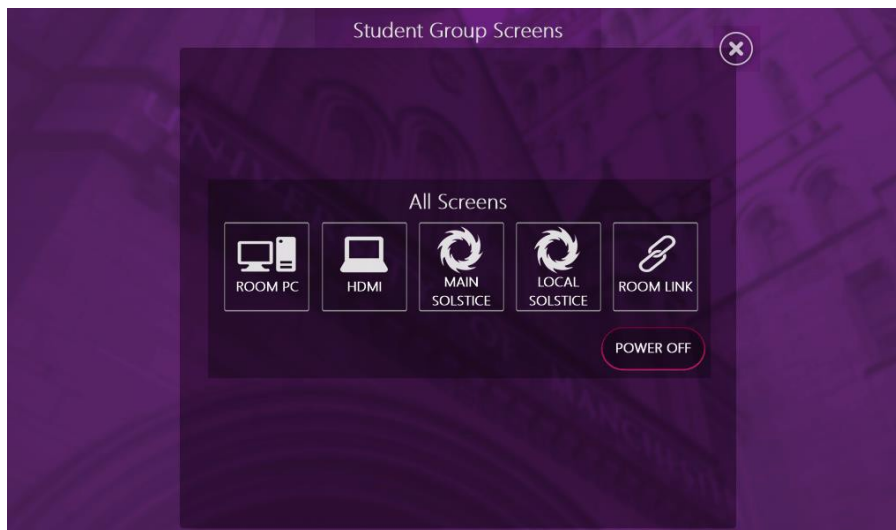 Student Group Screens
All Screens
ROOM PC
HDMI
MAIN
SOLSTICE
LOCAL
SOLSTICE
ROOM LINK
POWER OFF